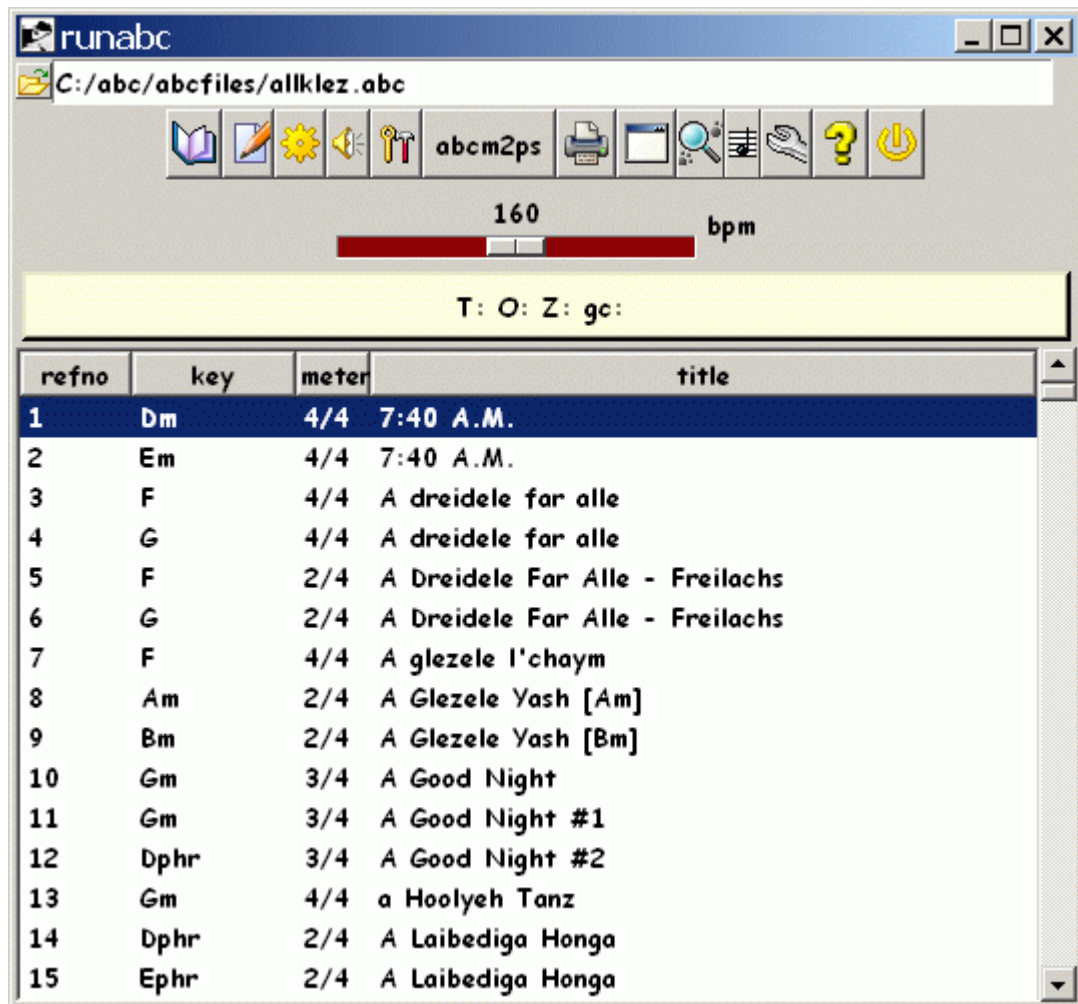 runabc
C:/abc/abcfiles/allklez.abc
abcm2ps
160
bpm
T: O: Z: gc:
refno key meter title
1 Dm 4/4 7:40 A.M.
2 Em 4/4 7:40 A.M.
3 F 4/4 A dreidele far alle
4 G 4/4 A dreidele far alle
5 F 2/4 A Dreidele Far Alle - Freilachs
6 G 2/4 A Dreidele Far Alle - Freilachs
7 F 4/4 A glezele l'chaym
8 Am 2/4 A Glezele Yash [Am]
9 Bm 2/4 A Glezele Yash [Bm]
10 Gm 3/4 A Good Night
11 Gm 3/4 A Good Night #1
12 Dphr 3/4 A Good Night #2
13 Gm 4/4 a Hoolyeh Tanz
14 Dphr 2/4 A Laibediga Honga
15 Ephr 2/4 A Laibediga Honga